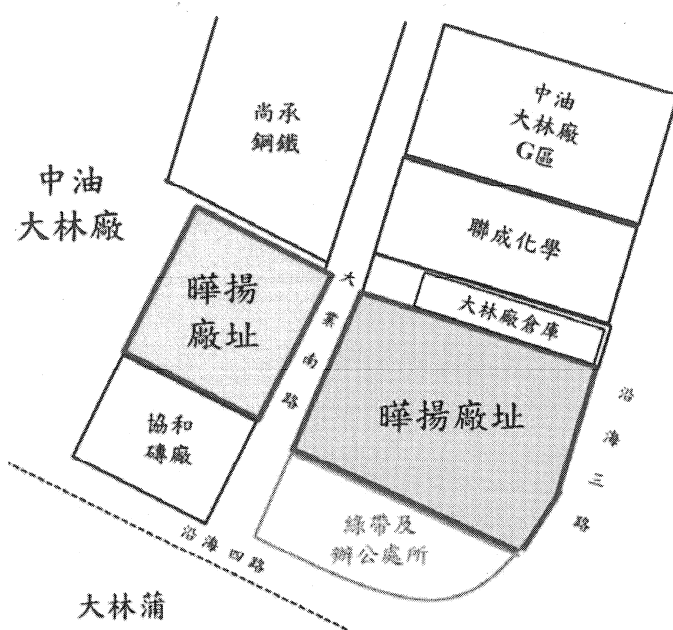 尚承
鋼鐵
中油
大林廠
G區
中油
大林廠
聯成化學
曄揚
廠址
大業南路
大林廠倉庫
曄揚廠址
沿海三路
協和
磚廠
沿海四路
綠帶及
辦公處所
大林蒲